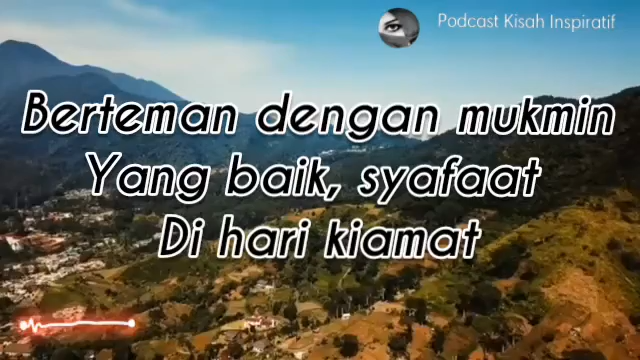 Podcast Kisah Inspiratif
Berteman dengan mukmin
Yang baik, syafaat
Di hari kiamat